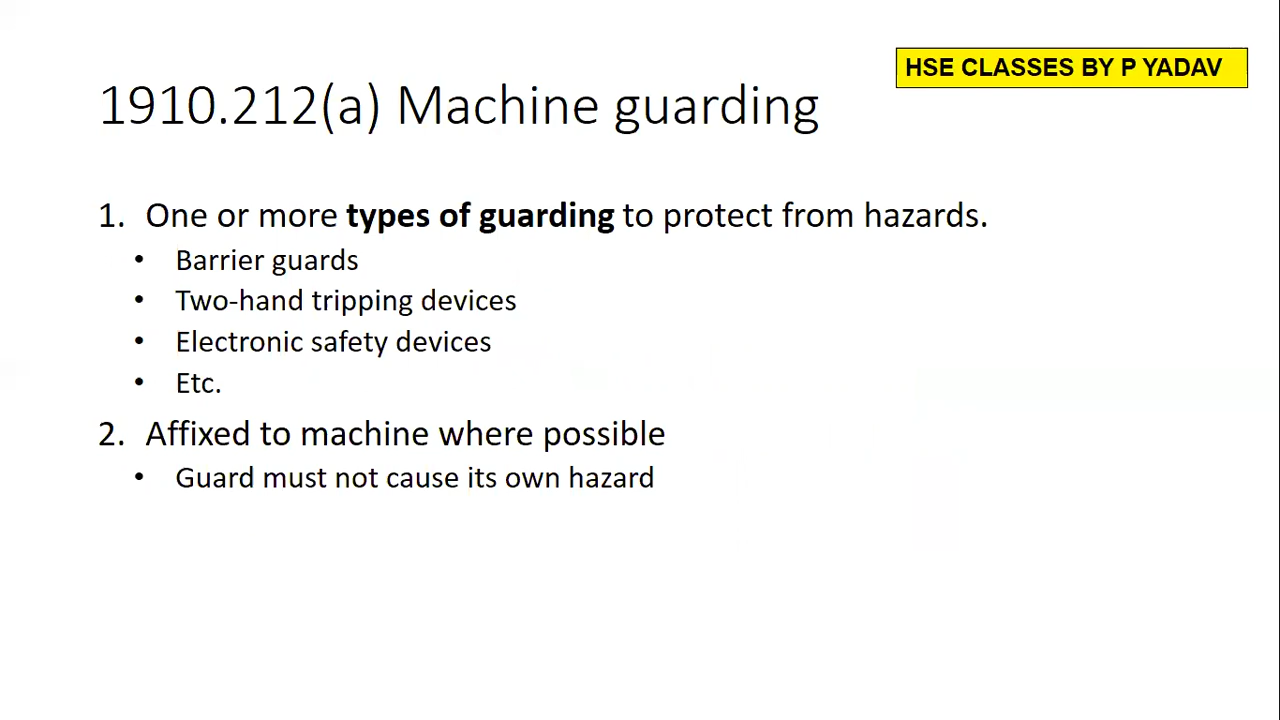 HSE CLASSES BY P YADAV
1910.212(a) Machine guarding
1. One or more types of guarding to protect from hazards.
• Barrier guards
• Two-hand tripping devices
• Electronic safety devices
• Etc.
2. Affixed to machine where possible
• Guard must not cause its own hazard